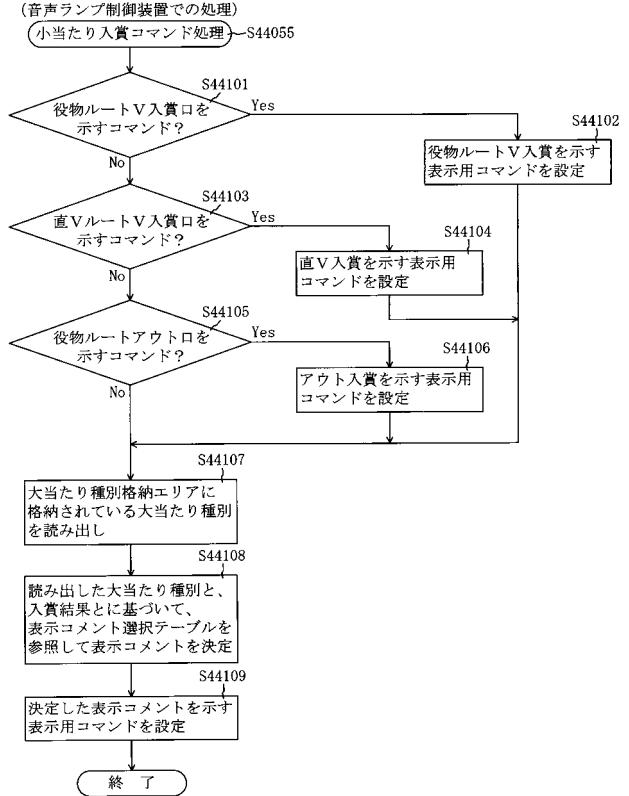 （音声ランプ制御装置での処理）
小当たり入賞コマンド処理
S44055
S44101
役物ルートＶ入賞口を
示すコマンド？
Yes
No
S44102
役物ルートＶ入賞を示す
表示用コマンドを設定
S44103
直ＶルートＶ入賞口を
示すコマンド？
Yes
No
S44104
直Ｖ入賞を示す表示用
コマンドを設定
S44105
役物ルートアウト口を
示すコマンド？
Yes
No
S44106
アウト入賞を示す表示用
コマンドを設定
S44107
大当たり種別格納エリアに
格納されている大当たり種別
を読み出し
S44108
読み出した大当たり種別と、
入賞結果とに基づいて、
表示コメント選択テーブルを
参照して表示コメントを決定
S44109
決定した表示コメントを示す
表示用コマンドを設定
終　了